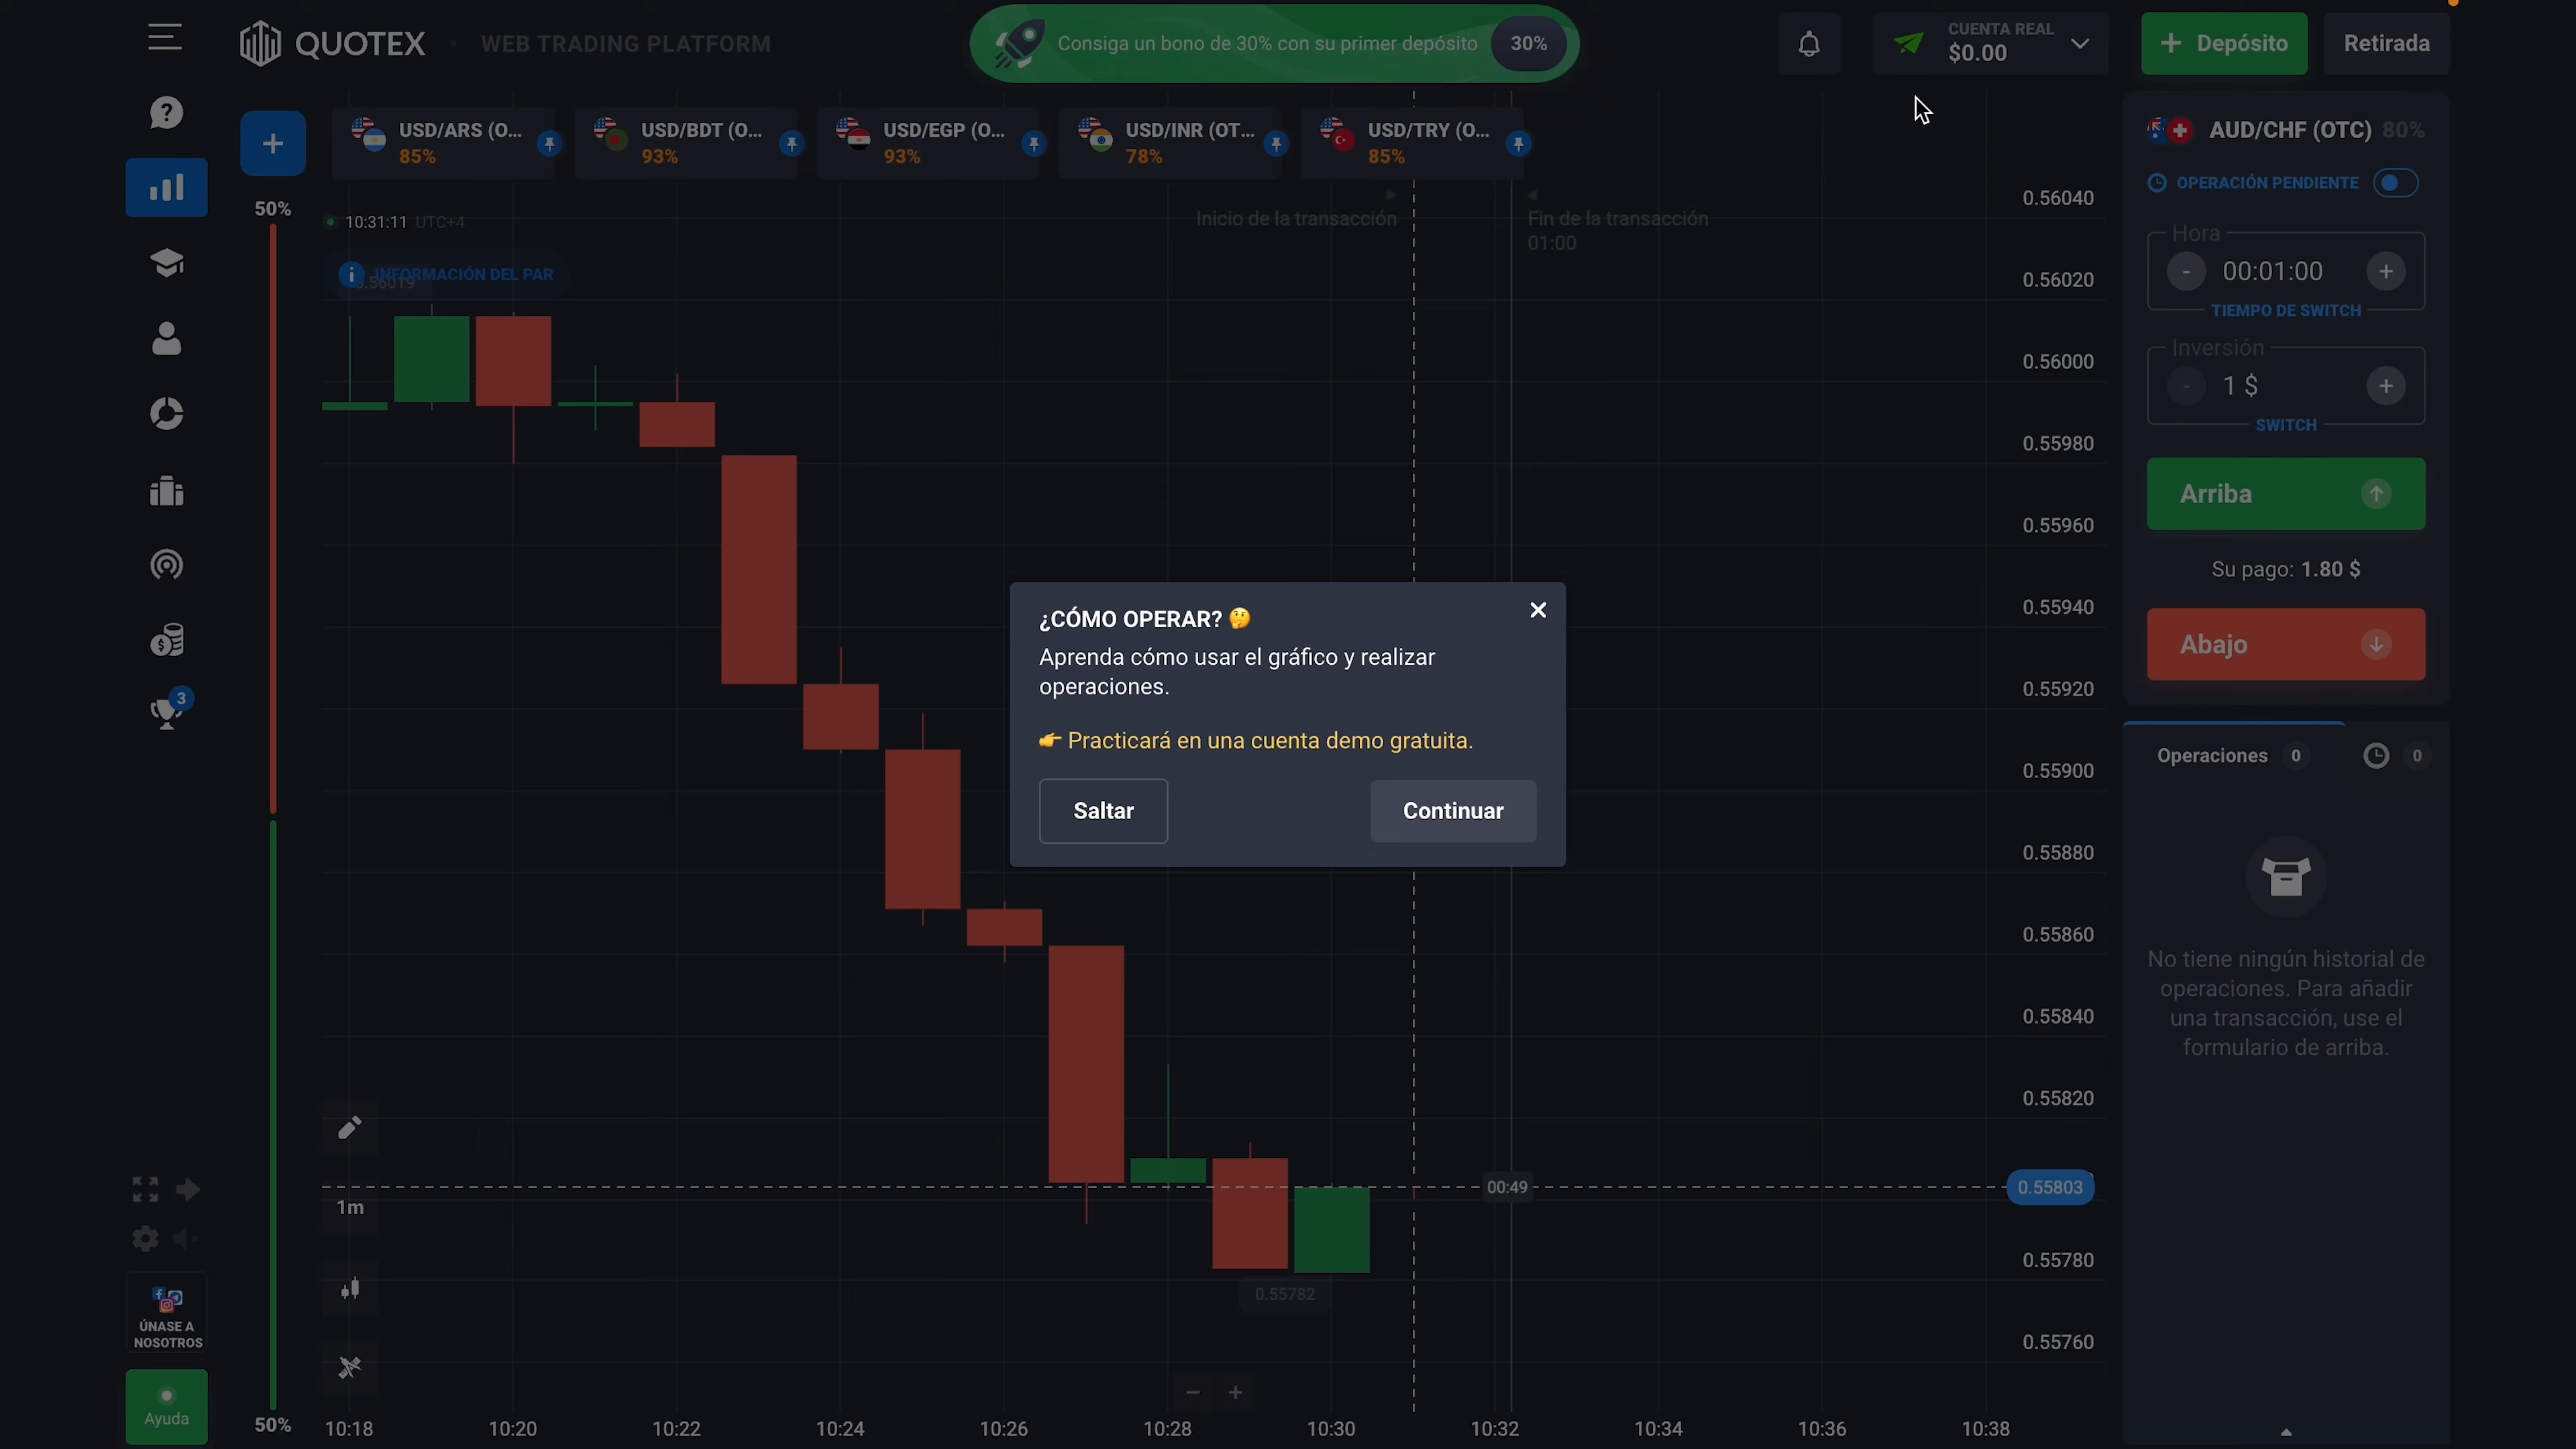 QUOTEX
WEB TRADING PLATFORM
Consiga un bono de 30% con su primer depósito
30%
CUENTA REAL
$0.00
Depósito
Retirada
USD/ARS (O...
85%
USD/BDT (O...
93%
USD/EGP (O...
93%
USD/INR (OT...
78%
USD/TRY (O...
85%
AUD/CHF (OTC) 80%
OPERACIÓN PENDIENTE
Hora
- 00:01:00 +
TIEMPO DE SWITCH
Inversión
- 1 $ +
SWITCH
Arriba
Su pago: 1.80 $
Abajo
Operaciones 0
0
No tiene ningún historial de
operaciones. Para añadir
una transacción, use el
formulario de arriba.
50%
10:31:11 UTC+4
INFORMACIÓN DEL PAR
0.56019
Inicio de la transacción
Fin de la transacción
01:00
0.56040
0.56020
0.56000
0.55980
0.55960
0.55940
0.55920
0.55900
0.55880
0.55860
0.55840
0.55820
0.55803
0.55780
0.55760
¿CÓMO OPERAR? 🤔
Aprenda cómo usar el gráfico y realizar
operaciones.
👉 Practicará en una cuenta demo gratuita.
Saltar
Continuar
3
1m
00:49
0.55782
ÚNASE A
NOSOTROS
Ayuda
50%
10:18
10:20
10:22
10:24
10:26
10:28
10:30
10:32
10:34
10:36
10:38